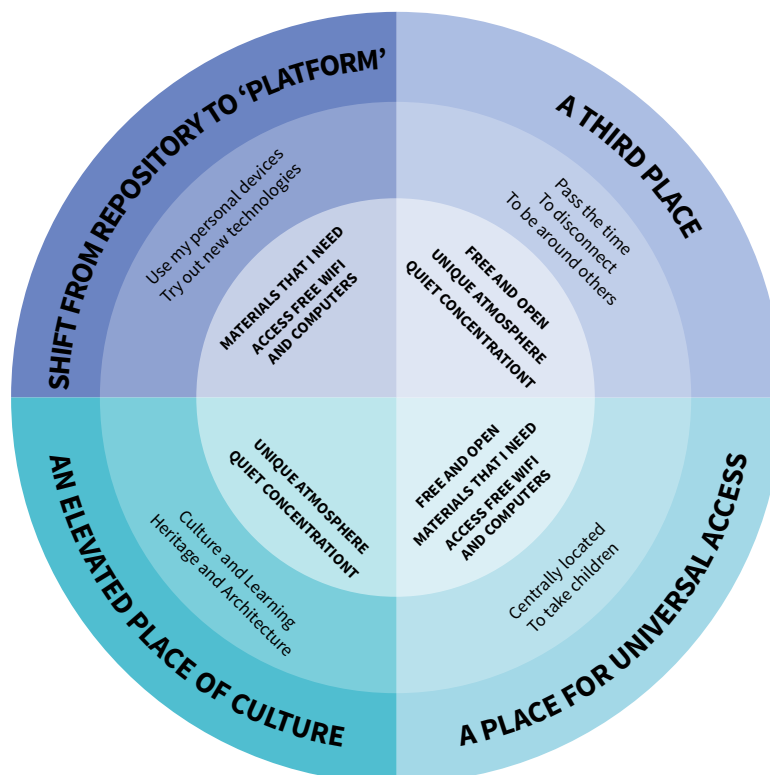 SHIFT FROM REPOSITORY TO ‘PLATFORM’
Use my personal devices
Try out new technologies
MATERIALS THAT I NEED
ACCESS FREE WIFI
AND COMPUTERS
A THIRD PLACE
Pass the time
To disconnect
To be around others
FREE AND OPEN
UNIQUE ATMOSPHERE
QUIET CONCENTRATIONT
AN ELEVATED PLACE OF CULTURE
Culture and Learning
Heritage and Architecture
UNIQUE ATMOSPHERE
QUIET CONCENTRATIONT
A PLACE FOR UNIVERSAL ACCESS
Centrally located
To take children
FREE AND OPEN
MATERIALS THAT I NEED
ACCESS FREE WIFI
AND COMPUTERS